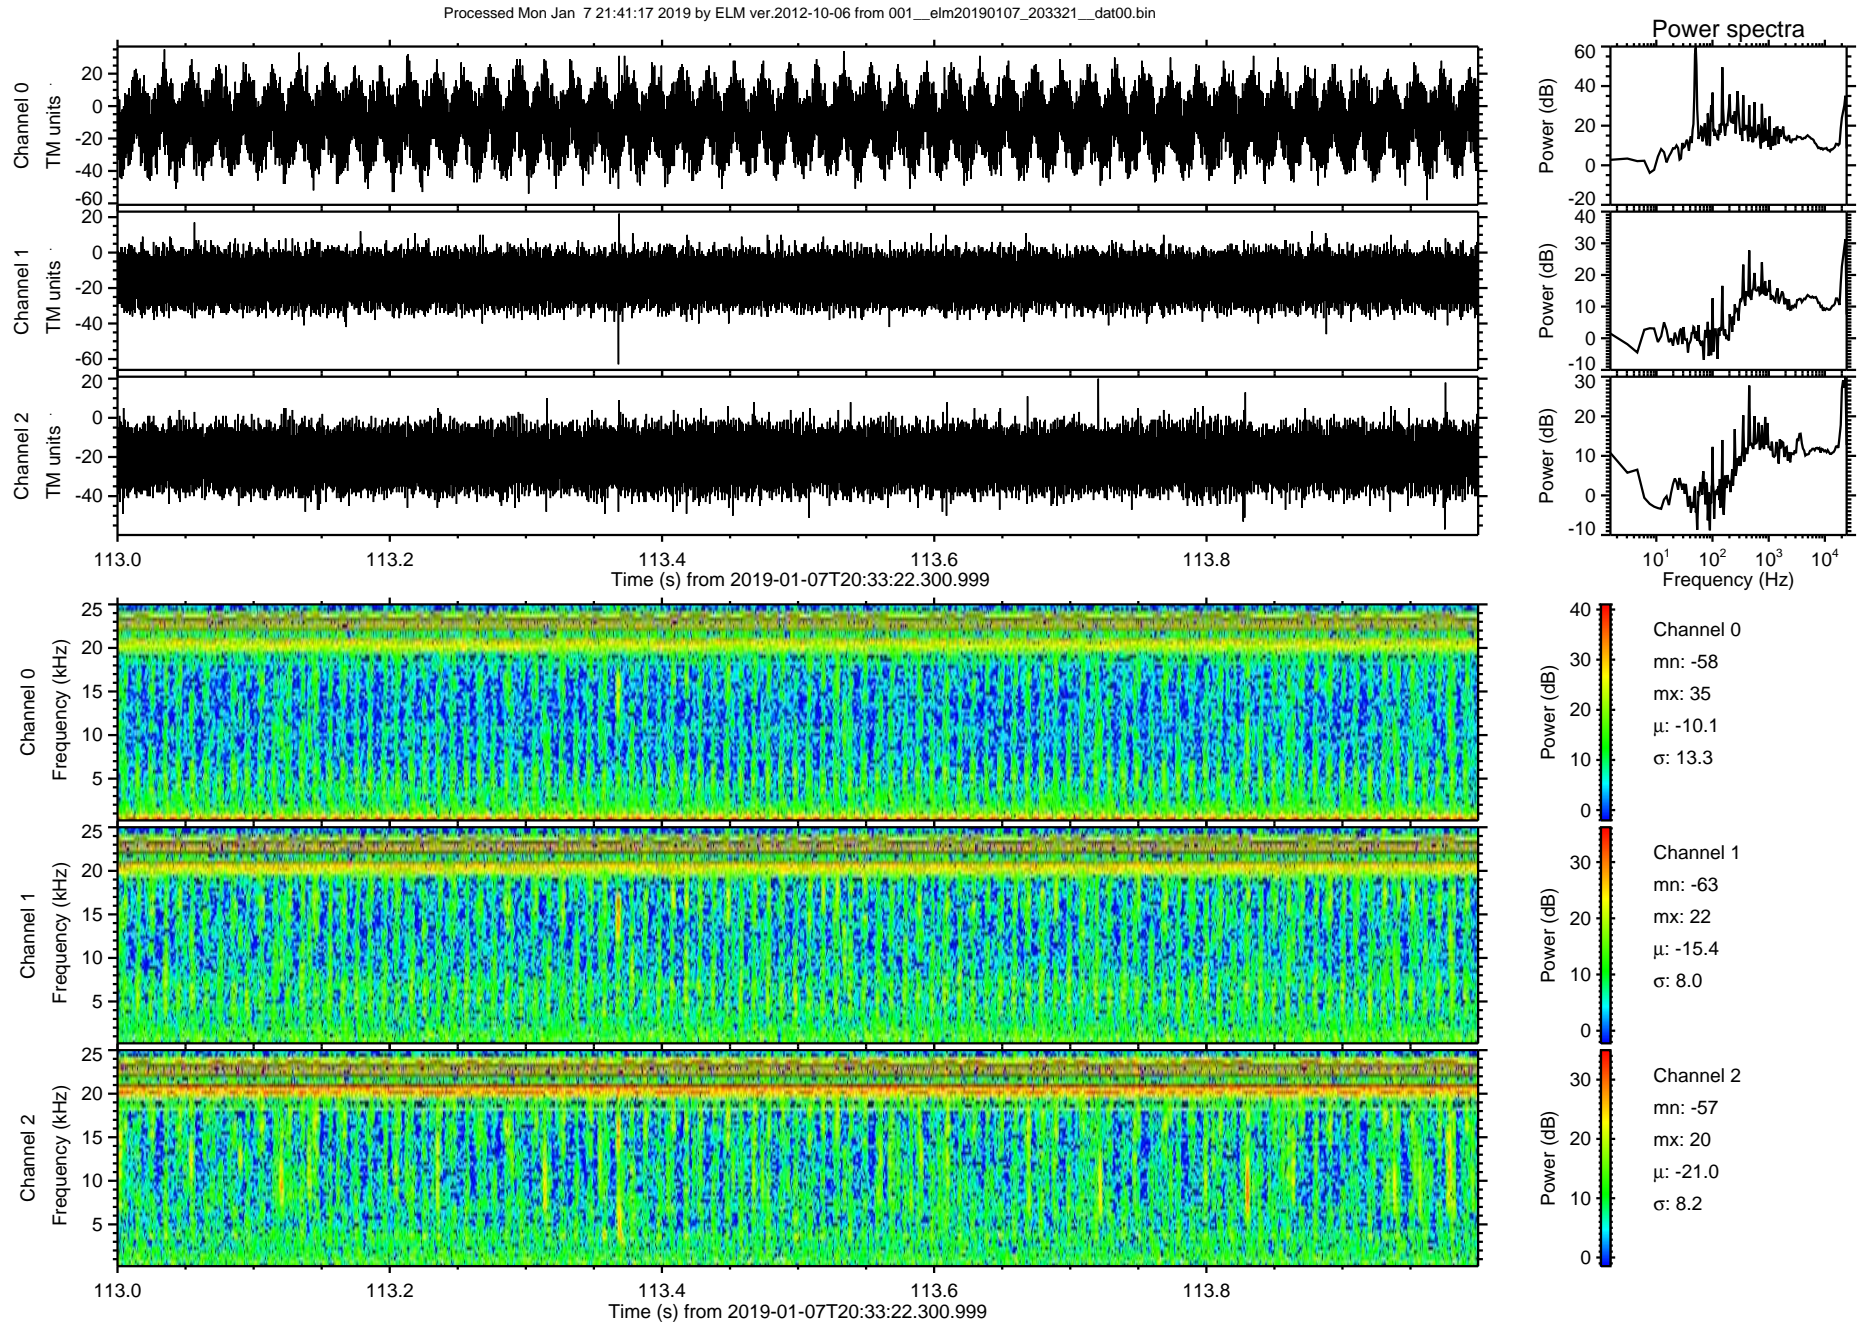 Processed Mon Jan 7 21:41:17 2019 by ELM ver.2012-10-06 from 001__elm20190107_203321__dat00.bin
Power spectra
Channel 0
TM units
20
0
-20
-40
-60
Power (dB)
60
40
20
0
-20
Channel 1
TM units
20
0
-20
-40
-60
Power (dB)
40
30
20
10
0
-10
Channel 2
TM units
20
0
-20
-40
Power (dB)
30
20
10
0
-10
113.0 113.2 113.4 113.6 113.8
Time (s) from 2019-01-07T20:33:22.300.999
10¹ 10² 10³ 10⁴
Frequency (Hz)
Channel 0
Frequency (kHz)
25
20
15
10
5
Power (dB)
40
30
20
10
0
Channel 0
mn: -58
mx: 35
μ: -10.1
σ: 13.3
Channel 1
Frequency (kHz)
25
20
15
10
5
Power (dB)
30
20
10
0
Channel 1
mn: -63
mx: 22
μ: -15.4
σ: 8.0
Channel 2
Frequency (kHz)
25
20
15
10
5
Power (dB)
30
20
10
0
Channel 2
mn: -57
mx: 20
μ: -21.0
σ: 8.2
113.0 113.2 113.4 113.6 113.8
Time (s) from 2019-01-07T20:33:22.300.999